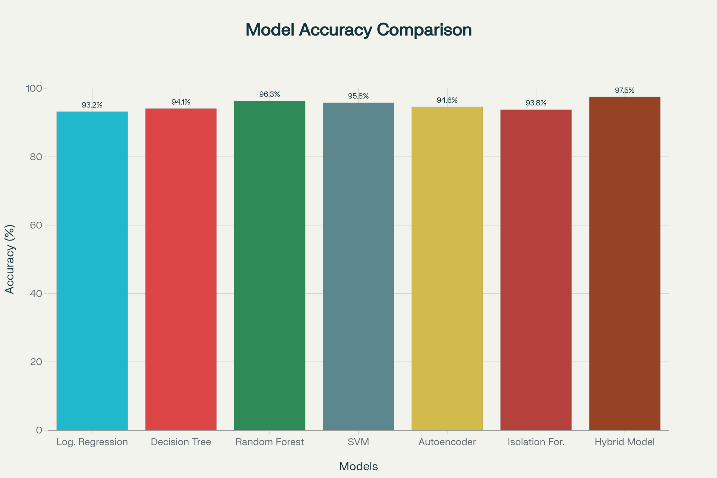 Model Accuracy Comparison
Accuracy (%)
100
80
60
40
20
0
93.2%
94.1%
96.3%
95.8%
94.6%
93.8%
97.5%
Log. Regression
Decision Tree
Random Forest
SVM
Autoencoder
Isolation For.
Hybrid Model
Models